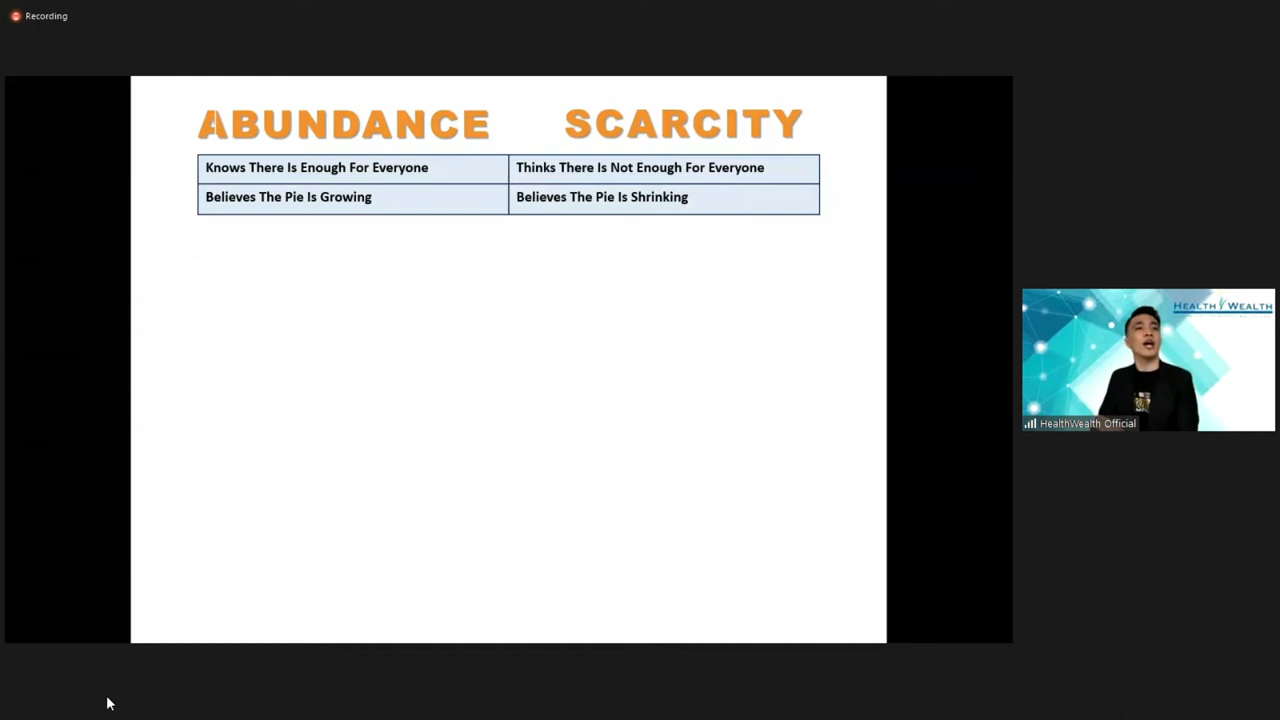 Recording
ABUNDANCE SCARCITY
Knows There Is Enough For Everyone Thinks There Is Not Enough For Everyone
Believes The Pie Is Growing Believes The Pie Is Shrinking
HEALTH WEALTH
HealthWealth Official